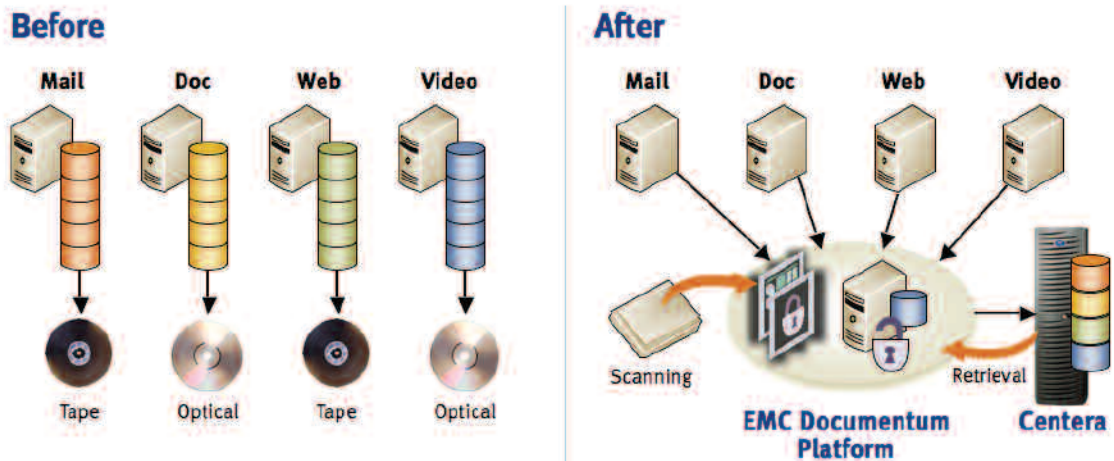 Before
Mail Doc Web Video
Tape Optical Tape Optical
After
Mail Doc Web Video
Scanning
Retrieval
EMC Documentum
Platform
Centera